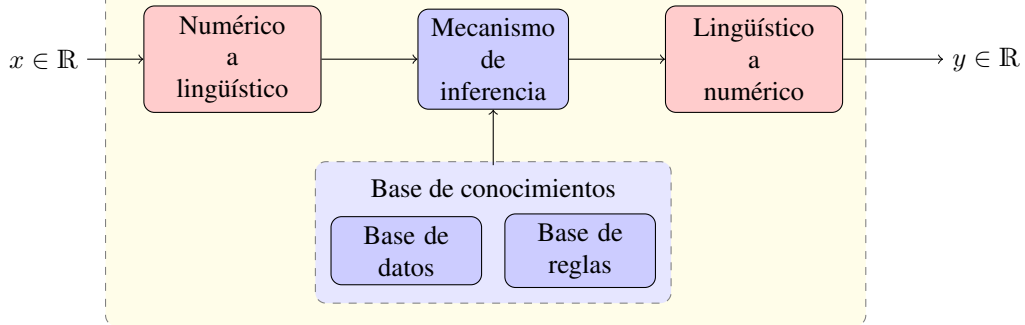 x ∈ ℝ
Numérico
a
lingüístico
Mecanismo
de
inferencia
Lingüístico
a
numérico
y ∈ ℝ
Base de conocimientos
Base de
datos
Base de
reglas